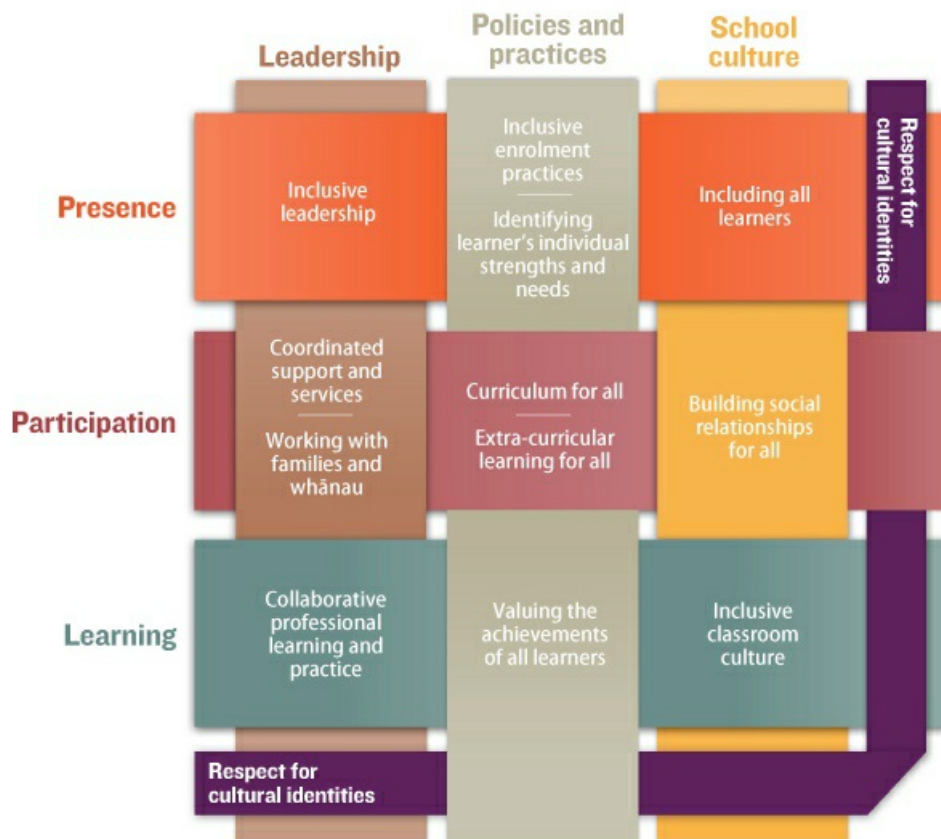 Leadership
Policies and
practices
School
culture
Respect for
cultural identities
Presence
Inclusive
leadership
Inclusive
enrolment
practices
Identifying
learner's individual
strengths and
needs
Including all
learners
Participation
Coordinated
support and
services
Working with
families and
whānau
Curriculum for all
Extra-curricular
learning for all
Building social
relationships
for all
Learning
Collaborative
professional
learning and
practice
Valuing the
achievements
of all learners
Inclusive
classroom
culture
Respect for
cultural identities